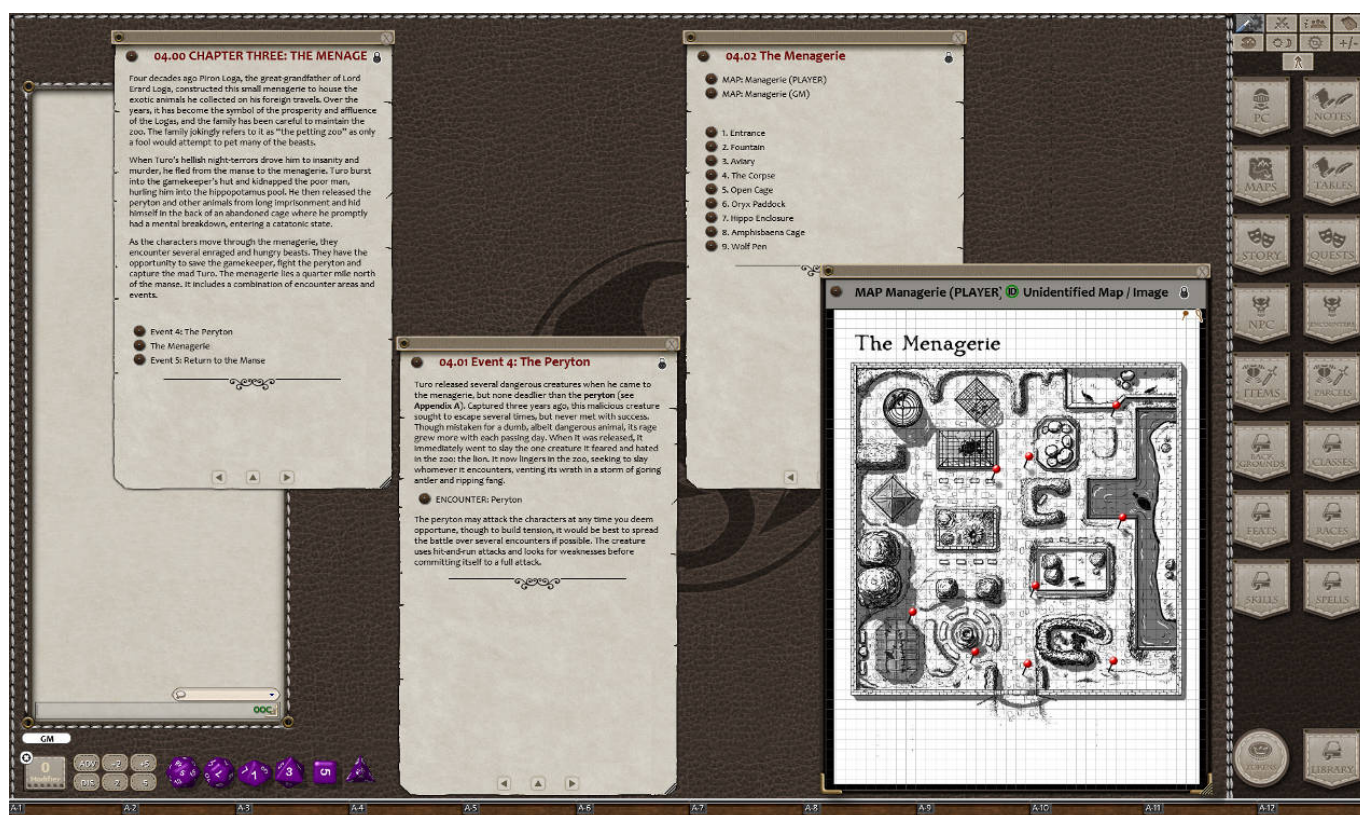 04.00 CHAPTER THREE: THE MENAGE
Four decades ago Piron Loga, the great-grandfather of Lord
Erard Loga, constructed this small menagerie to house the
exotic animals he collected on his foreign travels. Over the
years, it has become the symbol of the prosperity and affluence
of the Logas, and the family has been careful to maintain the
zoo. The family jokingly refers to it as "the petting zoo" as only
a fool would attempt to pet many of the beasts.
When Turo's hellish night-terrors drove him to insanity and
murder, he fled from the manse to the menagerie. Turo burst
into the gamekeeper's hut and kidnapped the poor man,
hurling him into the hippopotamus pool. He then released the
peryton and other animals from long imprisonment and hid
himself in the back of an abandoned cage where he promptly
had a mental breakdown, entering a catatonic state.
As the characters move through the menagerie, they
encounter several enraged and hungry beasts. They have the
opportunity to save the gamekeeper, fight the peryton and
capture the mad Turo. The menagerie lies a quarter mile north
of the manse. It includes a combination of encounter areas and
events.
Event 4: The Peryton
The Menagerie
Event 5: Return to the Manse
04.01 Event 4: The Peryton
Turo released several dangerous creatures when he came to
the menagerie, but none deadlier than the peryton (see
Appendix A). Captured three years ago, this malicious creature
sought to escape several times, but never met with success.
Though mistaken for a dumb, albeit dangerous animal, its rage
grew more with each passing day. When it was released, it
immediately went to slay the one creature it feared and hated
in the zoo: the lion. It now lingers in the zoo, seeking to slay
whomever it encounters, venting its wrath in a storm of goring
antler and ripping fang.
ENCOUNTER: Peryton
The peryton may attack the characters at any time you deem
opportune, though to build tension, it would be best to spread
the battle over several encounters if possible. The creature
uses hit-and-run attacks and looks for weaknesses before
committing itself to a full attack.
04.02 The Menagerie
MAP: Managerie (PLAYER)
MAP: Managerie (GM)
1. Entrance
2. Fountain
3. Aviary
4. The Corpse
5. Open Cage
6. Oryx Paddock
7. Hippo Enclosure
8. Amphisbaena Cage
9. Wolf Pen
MAP Managerie (PLAYER) ID Unidentified Map / Image
The Menagerie
+/-
PC
NOTES
MAPS
TABLES
STORY
QUESTS
NPC
ENCOUNTERS
ITEMS
PARCELS
BACK
GROUNDS
CLASSES
FEATS
RACES
SKILLS
SPELLS
TOKENS
LIBRARY
OOC
GM
0
Modifier
ADV
+2
+5
DIS
-2
-5
1
3
5
A-1
A-2
A-3
A-4
A-5
A-6
A-7
A-8
A-9
A-10
A-11
A-12